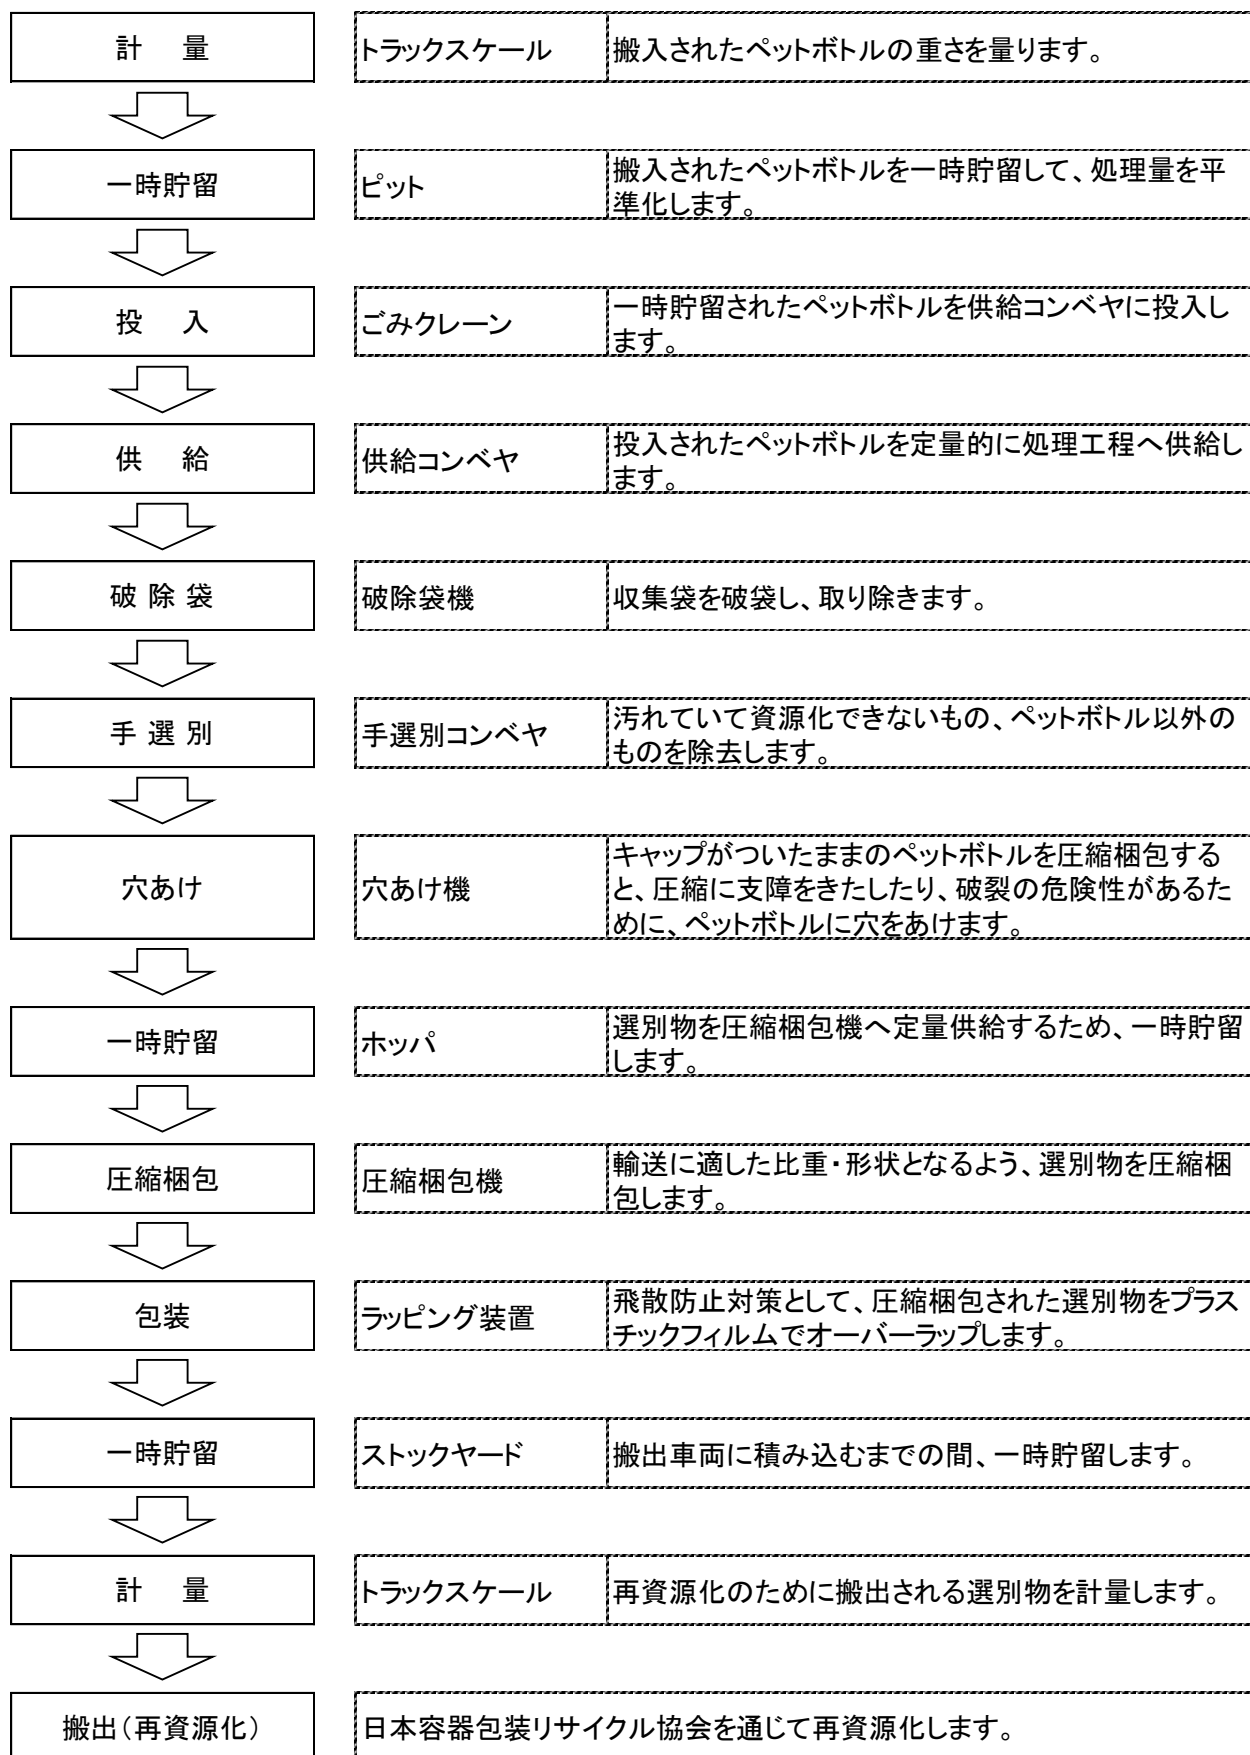 計　量
トラックスケール
搬入されたペットボトルの重さを量ります。
一時貯留
ピット
搬入されたペットボトルを一時貯留して、処理量を平
準化します。
投　入
ごみクレーン
一時貯留されたペットボトルを供給コンベヤに投入し
ます。
供　給
供給コンベヤ
投入されたペットボトルを定量的に処理工程へ供給し
ます。
破 除 袋
破除袋機
収集袋を破袋し、取り除きます。
手 選 別
手選別コンベヤ
汚れていて資源化できないもの、ペットボトル以外の
ものを除去します。
穴あけ
穴あけ機
キャップがついたままのペットボトルを圧縮梱包する
と、圧縮に支障をきたしたり、破裂の危険性があるた
めに、ペットボトルに穴をあけます。
一時貯留
ホッパ
選別物を圧縮梱包機へ定量供給するため、一時貯留
します。
圧縮梱包
圧縮梱包機
輸送に適した比重・形状となるよう、選別物を圧縮梱
包します。
包装
ラッピング装置
飛散防止対策として、圧縮梱包された選別物をプラス
チックフィルムでオーバーラップします。
一時貯留
ストックヤード
搬出車両に積み込むまでの間、一時貯留します。
計　量
トラックスケール
再資源化のために搬出される選別物を計量します。
搬出（再資源化）
日本容器包装リサイクル協会を通じて再資源化します。